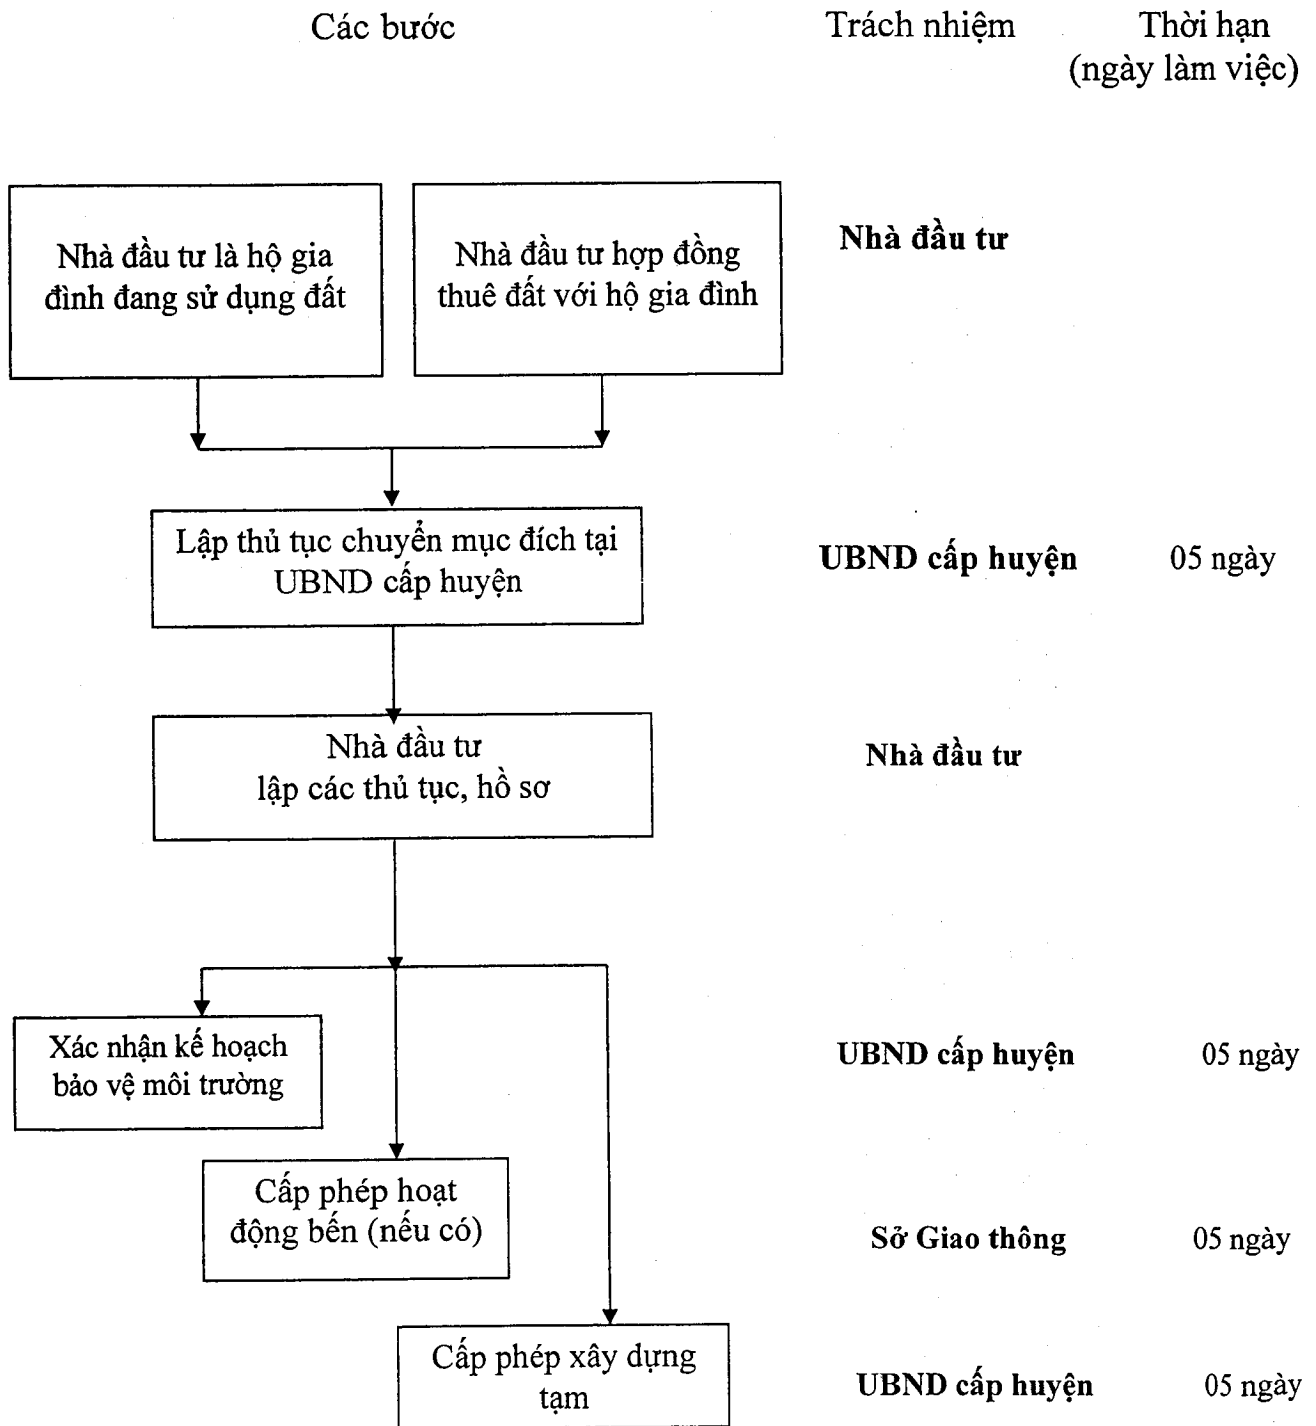 Các bước
Trách nhiệm
Thời hạn
(ngày làm việc)
Nhà đầu tư là hộ gia
đình đang sử dụng đất
Nhà đầu tư hợp đồng
thuê đất với hộ gia đình
Nhà đầu tư
Lập thủ tục chuyển mục đích tại
UBND cấp huyện
UBND cấp huyện
05 ngày
Nhà đầu tư
lập các thủ tục, hồ sơ
Nhà đầu tư
Xác nhận kế hoạch
bảo vệ môi trường
UBND cấp huyện
05 ngày
Cấp phép hoạt
động bến (nếu có)
Sở Giao thông
05 ngày
Cấp phép xây dựng
tạm
UBND cấp huyện
05 ngày